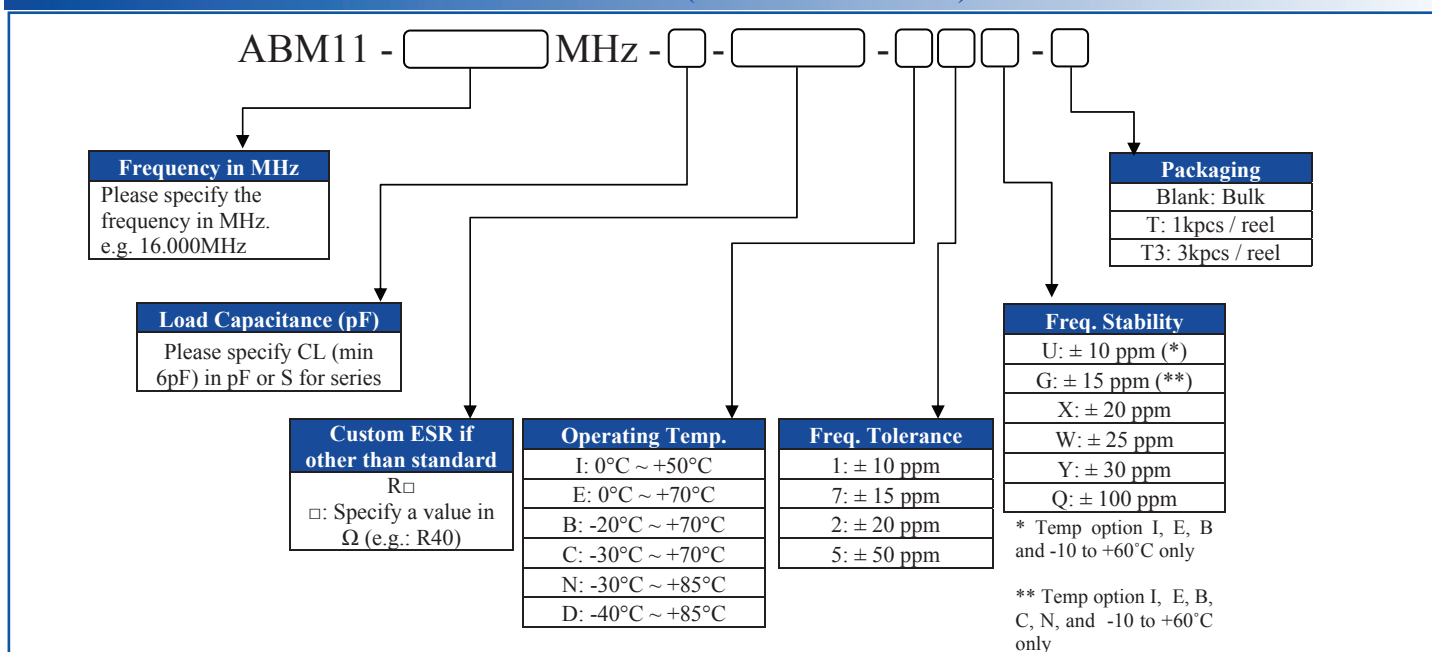 ABM11 - MHz - - - -
Frequency in MHz
Please specify the
frequency in MHz.
e.g. 16.000MHz
Load Capacitance (pF)
Please specify CL (min
6pF) in pF or S for series
Custom ESR if
other than standard
R□
□: Specify a value in
Ω (e.g.: R40)
Operating Temp.
I: 0°C ~ +50°C
E: 0°C ~ +70°C
B: -20°C ~ +70°C
C: -30°C ~ +70°C
N: -30°C ~ +85°C
D: -40°C ~ +85°C
Freq. Tolerance
1: ± 10 ppm
7: ± 15 ppm
2: ± 20 ppm
5: ± 50 ppm
Freq. Stability
U: ± 10 ppm (*)
G: ± 15 ppm (**)
X: ± 20 ppm
W: ± 25 ppm
Y: ± 30 ppm
Q: ± 100 ppm
* Temp option I, E, B
and -10 to +60˚C only
** Temp option I, E, B,
C, N, and -10 to +60˚C
only
Packaging
Blank: Bulk
T: 1kpcs / reel
T3: 3kpcs / reel